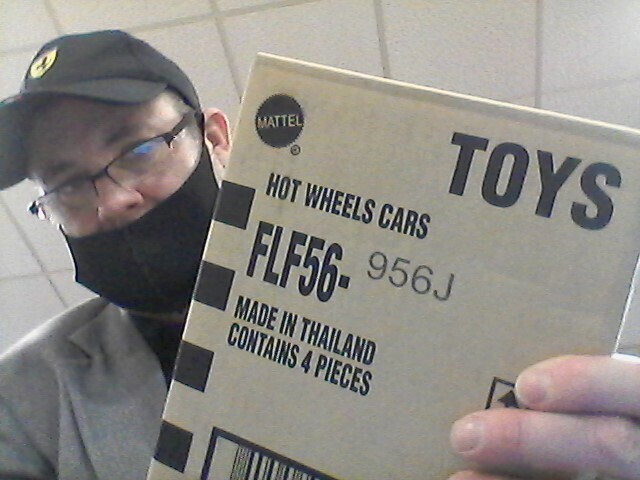 MATTEL
®
TOYS
HOT WHEELS CARS
FLF56- 956J
MADE IN THAILAND
CONTAINS 4 PIECES